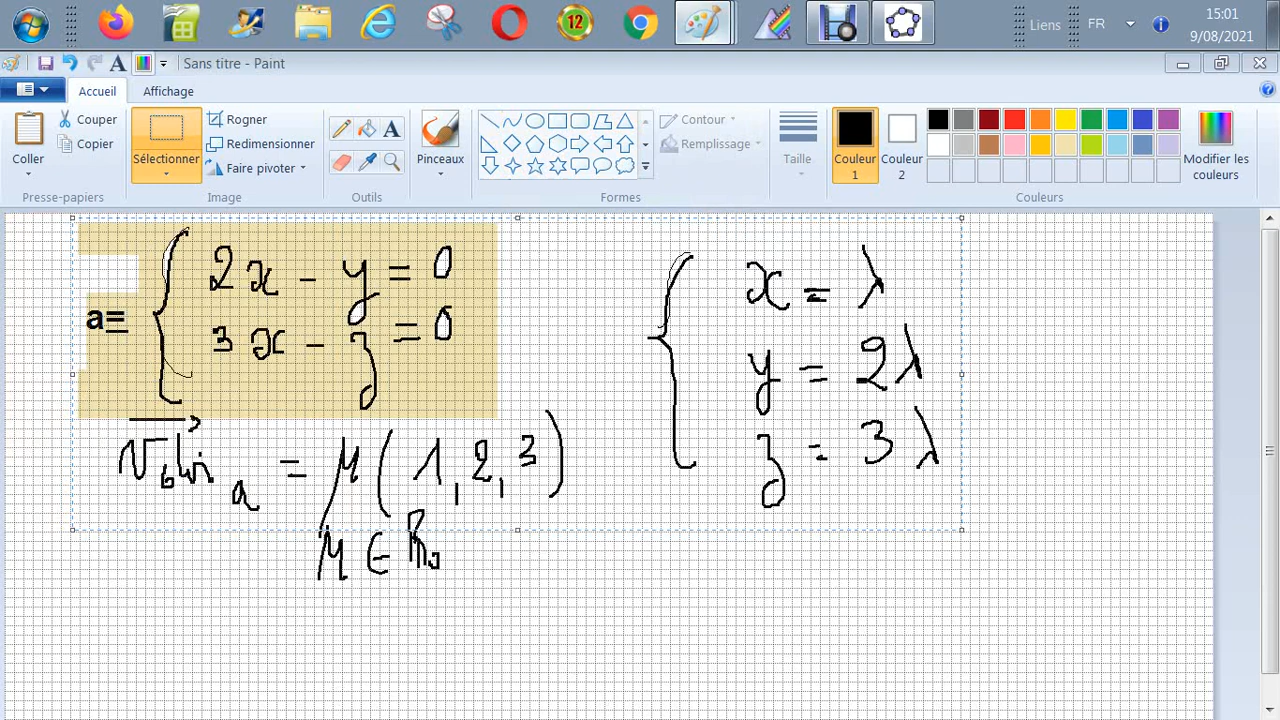 12
Liens
FR
15:01
9/08/2021
Sans titre - Paint
Accueil
Affichage
Coller
Couper
Copier
Presse-papiers
Sélectionner
Rogner
Redimensionner
Faire pivoter
Image
Outils
Pinceaux
Contour
Remplissage
Formes
Taille
Couleur 1
Couleur 2
Modifier les couleurs
Couleurs
a= { 2x - y = 0
3x - z = 0
= μ(1,2,3)
μ ∈ ℝ₀
{ x = λ
y = 2λ
z = 3λ